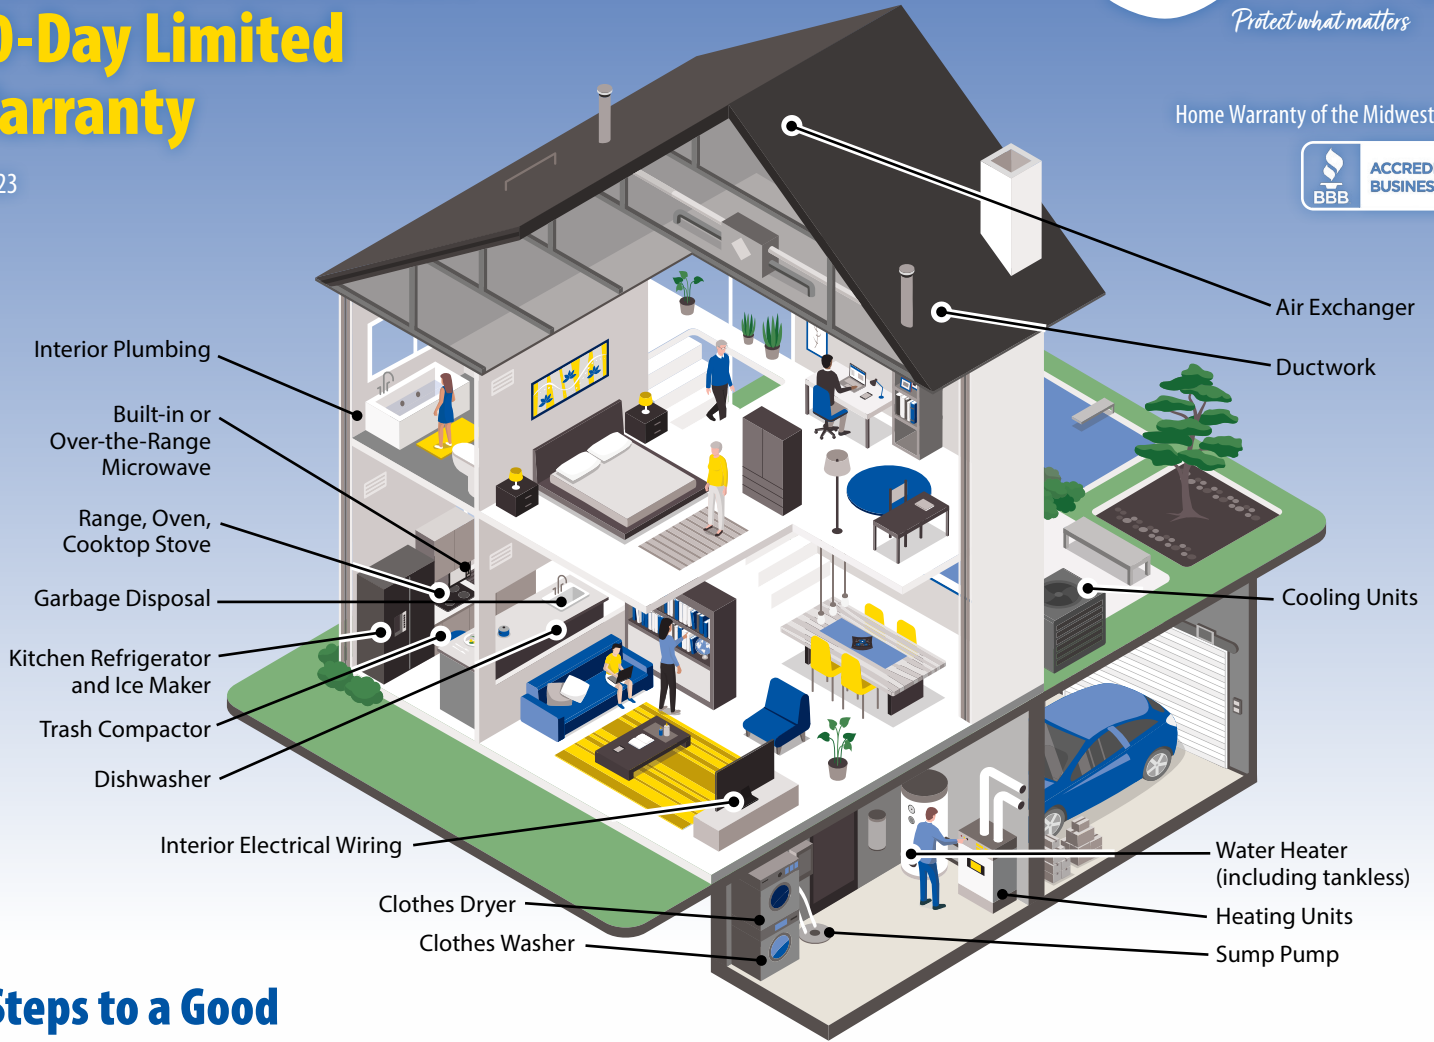 0-Day Limited
arranty
23
Protect what matters
Home Warranty of the Midwest
BBB
ACCRED
BUSINES
Air Exchanger
Ductwork
Interior Plumbing
Built-in or
Over-the-Range
Microwave
Range, Oven,
Cooktop Stove
Garbage Disposal
Kitchen Refrigerator
and Ice Maker
Trash Compactor
Dishwasher
Interior Electrical Wiring
Clothes Dryer
Clothes Washer
Cooling Units
Water Heater
(including tankless)
Heating Units
Sump Pump
Steps to a Good